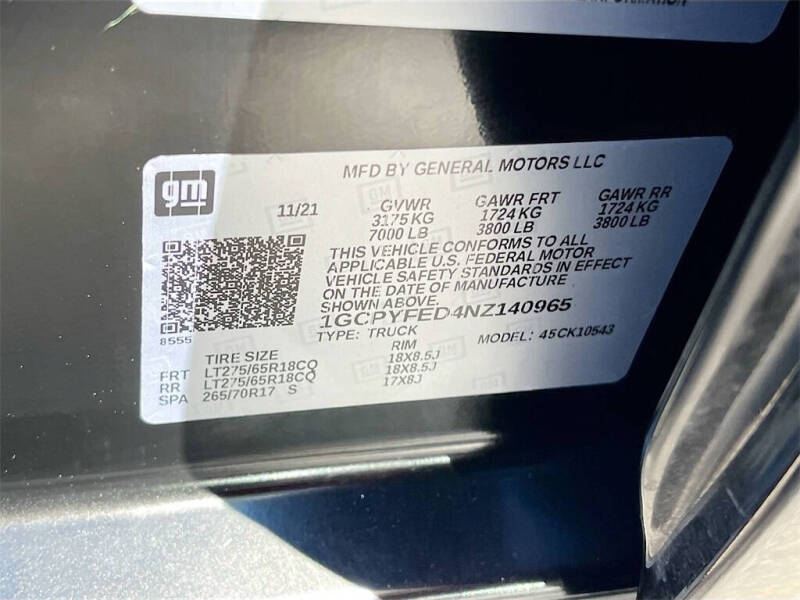 INFORMATION
gm
MFD BY GENERAL MOTORS LLC
11/21 GVWR GAWR FRT GAWR RR
3175 KG 1724 KG 1724 KG
7000 LB 3800 LB 3800 LB
THIS VEHICLE CONFORMS TO ALL
APPLICABLE U.S. FEDERAL MOTOR
VEHICLE SAFETY STANDARDS IN EFFECT
ON THE DATE OF MANUFACTURE
SHOWN ABOVE.
1GCPYFED4NZ140965
8555
TYPE: TRUCK MODEL: 45CK10543
TIRE SIZE RIM
FRT LT275/65R18CQ 18X8.5J
RR LT275/65R18CQ 18X8.5J
SPA 265/70R17 S 17X8J